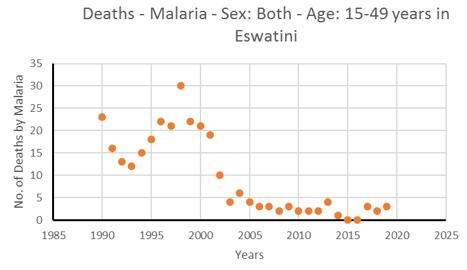 Deaths - Malaria - Sex: Both - Age: 15-49 years in
Eswatini
No. of Deaths by Malaria
35
30
25
20
15
10
5
0
1985 1990 1995 2000 2005 2010 2015 2020 2025
Years